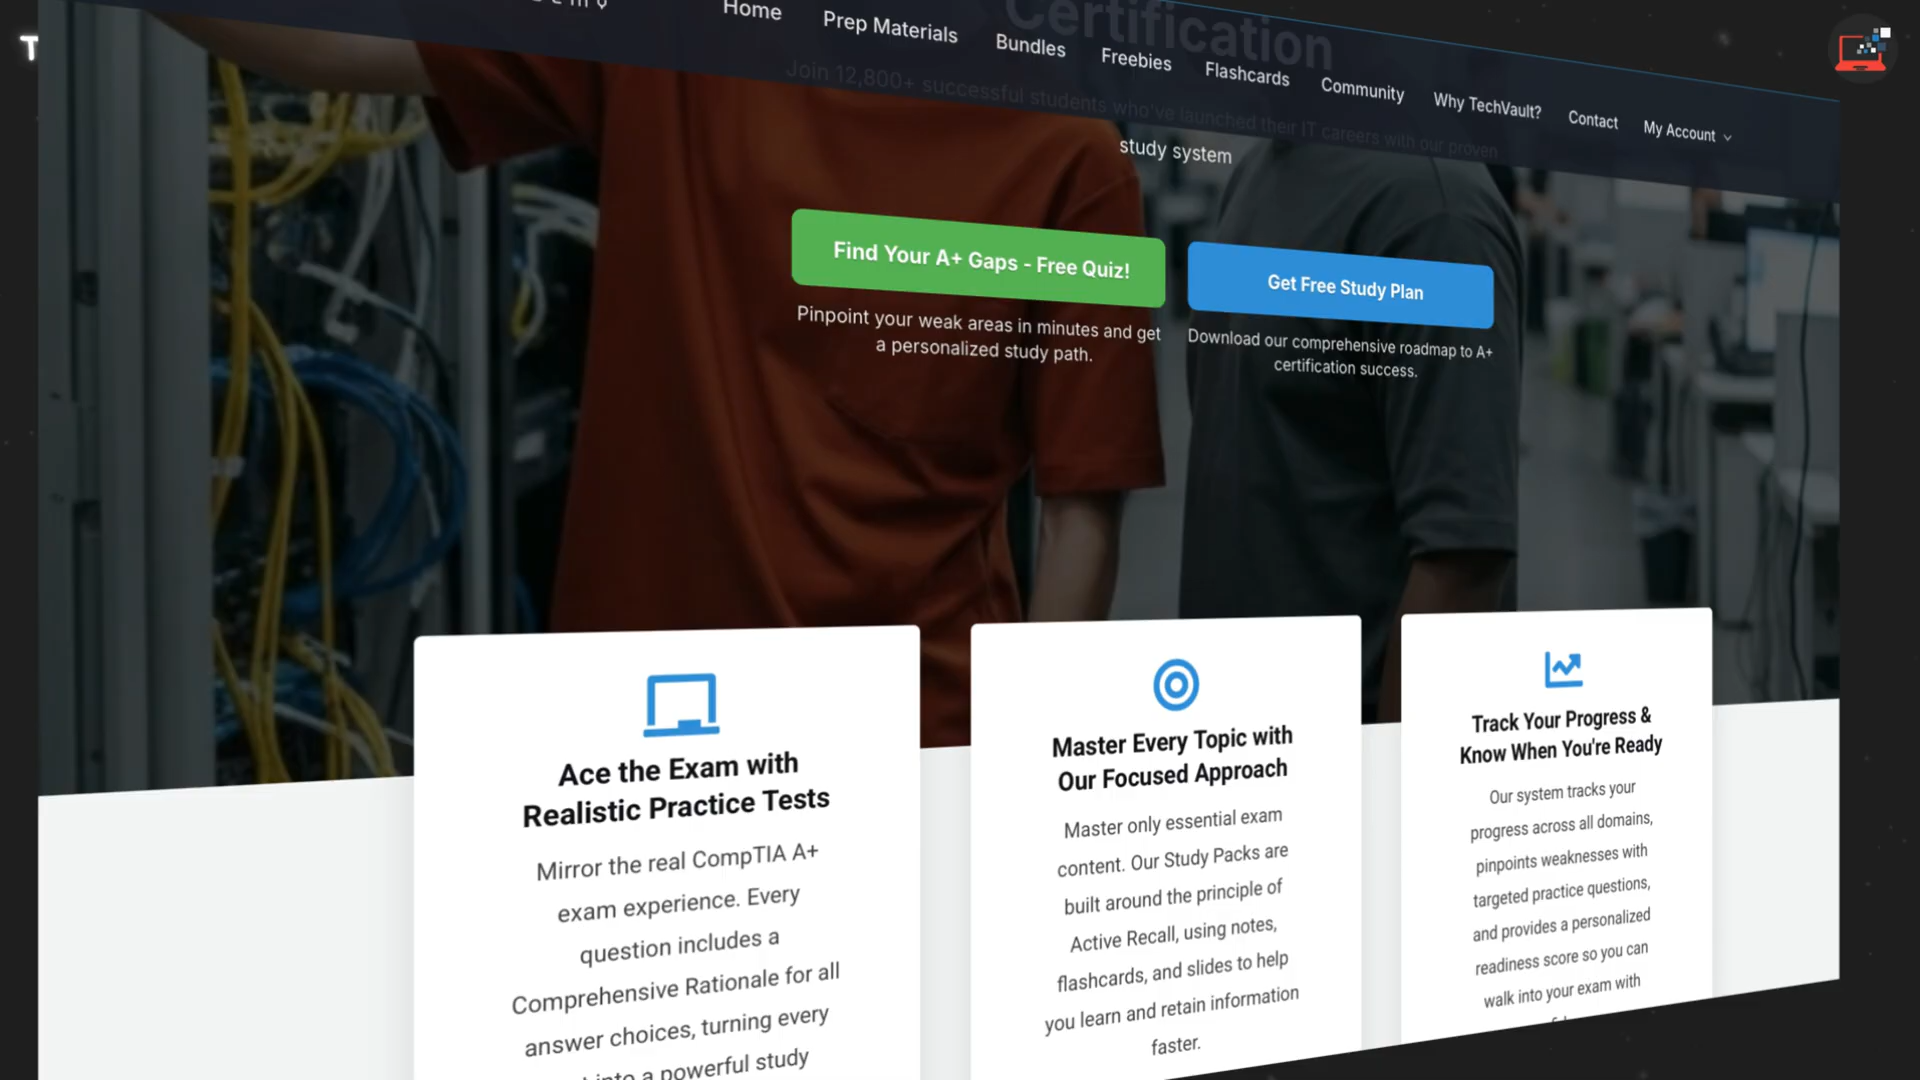 T
Home
Prep Materials
Bundles
Freebies
Flashcards
Community
Why TechVault?
Contact
My Account
Certification
Join 12,800+ successful students who've launched their IT careers with our proven
study system
Find Your A+ Gaps - Free Quiz!
Pinpoint your weak areas in minutes and get
a personalized study path.
Get Free Study Plan
Download our comprehensive roadmap to A+
certification success.
Ace the Exam with
Realistic Practice Tests
Mirror the real CompTIA A+
exam experience. Every
question includes a
Comprehensive Rationale for all
answer choices, turning every
into a powerful study
Master Every Topic with
Our Focused Approach
Master only essential exam
content. Our Study Packs are
built around the principle of
Active Recall, using notes,
flashcards, and slides to help
you learn and retain information
faster.
Track Your Progress &
Know When You're Ready
Our system tracks your
progress across all domains,
pinpoints weaknesses with
targeted practice questions,
and provides a personalized
readiness score so you can
walk into your exam with